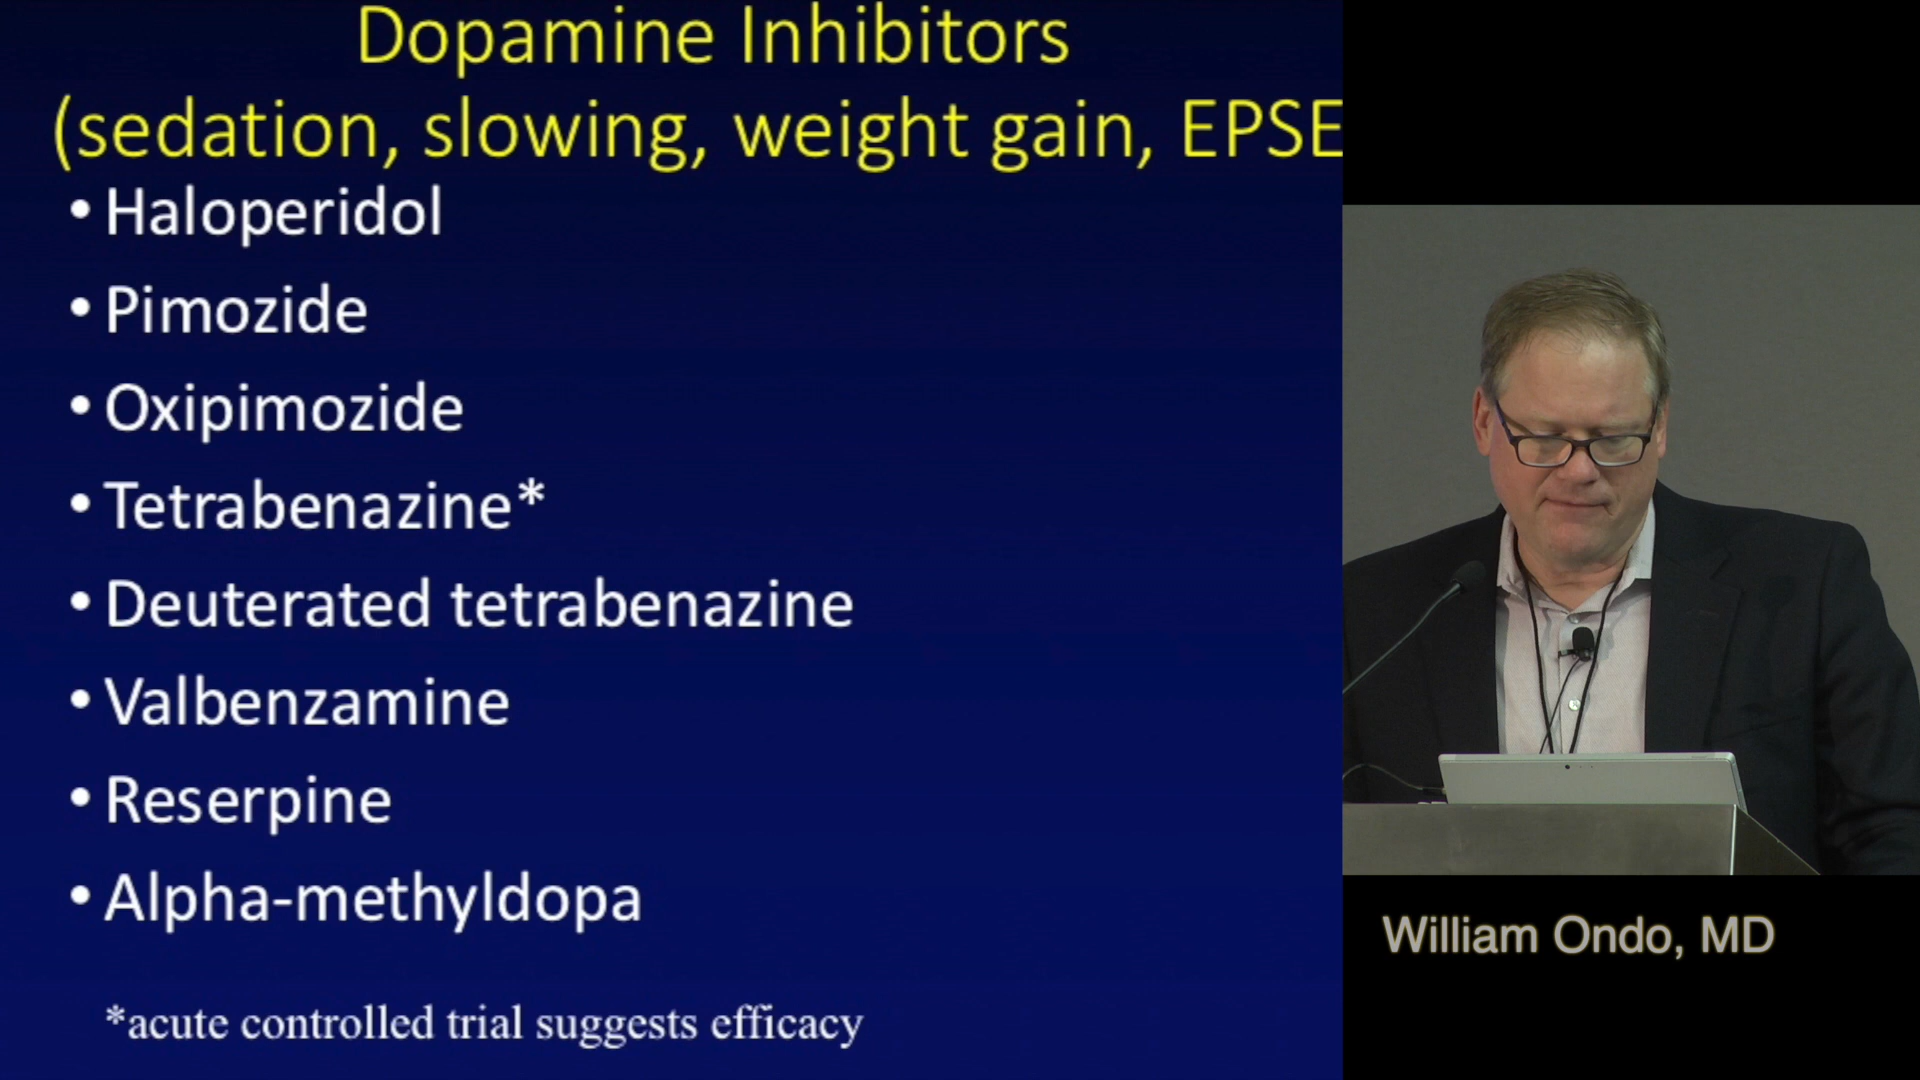 Dopamine Inhibitors
(sedation, slowing, weight gain, EPSE
• Haloperidol
• Pimozide
• Oxipimozide
• Tetrabenazine*
• Deuterated tetrabenazine
• Valbenzamine
• Reserpine
• Alpha-methyldopa
*acute controlled trial suggests efficacy
William Ondo, MD